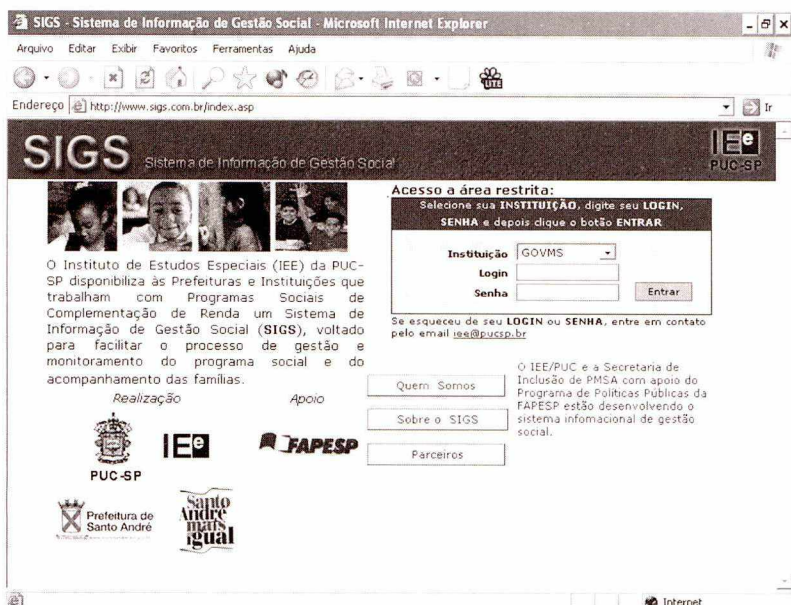 SIGS - Sistema de Informação de Gestão Social - Microsoft Internet Explorer
Arquivo Editar Exibir Favoritos Ferramentas Ajuda
LITE
Endereço http://www.sigs.com.br/index.asp Ir
SIGS Sistema de Informação de Gestão Social
IEe
PUC-SP
O Instituto de Estudos Especiais (IEE) da PUC-
SP disponibiliza às Prefeituras e Instituições que
trabalham com Programas Sociais de
Complementação de Renda um Sistema de
Informação de Gestão Social (SIGS), voltado
para facilitar o processo de gestão e
monitoramento do programa social e do
acompanhamento das famílias.
Realização Apoio
PUC-SP
IEe
FAPESP
Prefeitura de
Santo André
Santo
André
mais
igual
Acesso a área restrita:
Selecione sua INSTITUIÇÃO, digite seu LOGIN,
SENHA e depois clique o botão ENTRAR
Instituição GOVMS
Login
Senha Entrar
Se esqueceu de seu LOGIN ou SENHA, entre em contato
pelo email iee@pucsp.br
Quem Somos
Sobre o SIGS
Parceiros
O IEE/PUC e a Secretaria de
Inclusão de PMSA com apoio do
Programa de Políticas Públicas da
FAPESP estão desenvolvendo o
sistema infomacional de gestão
social.
Internet